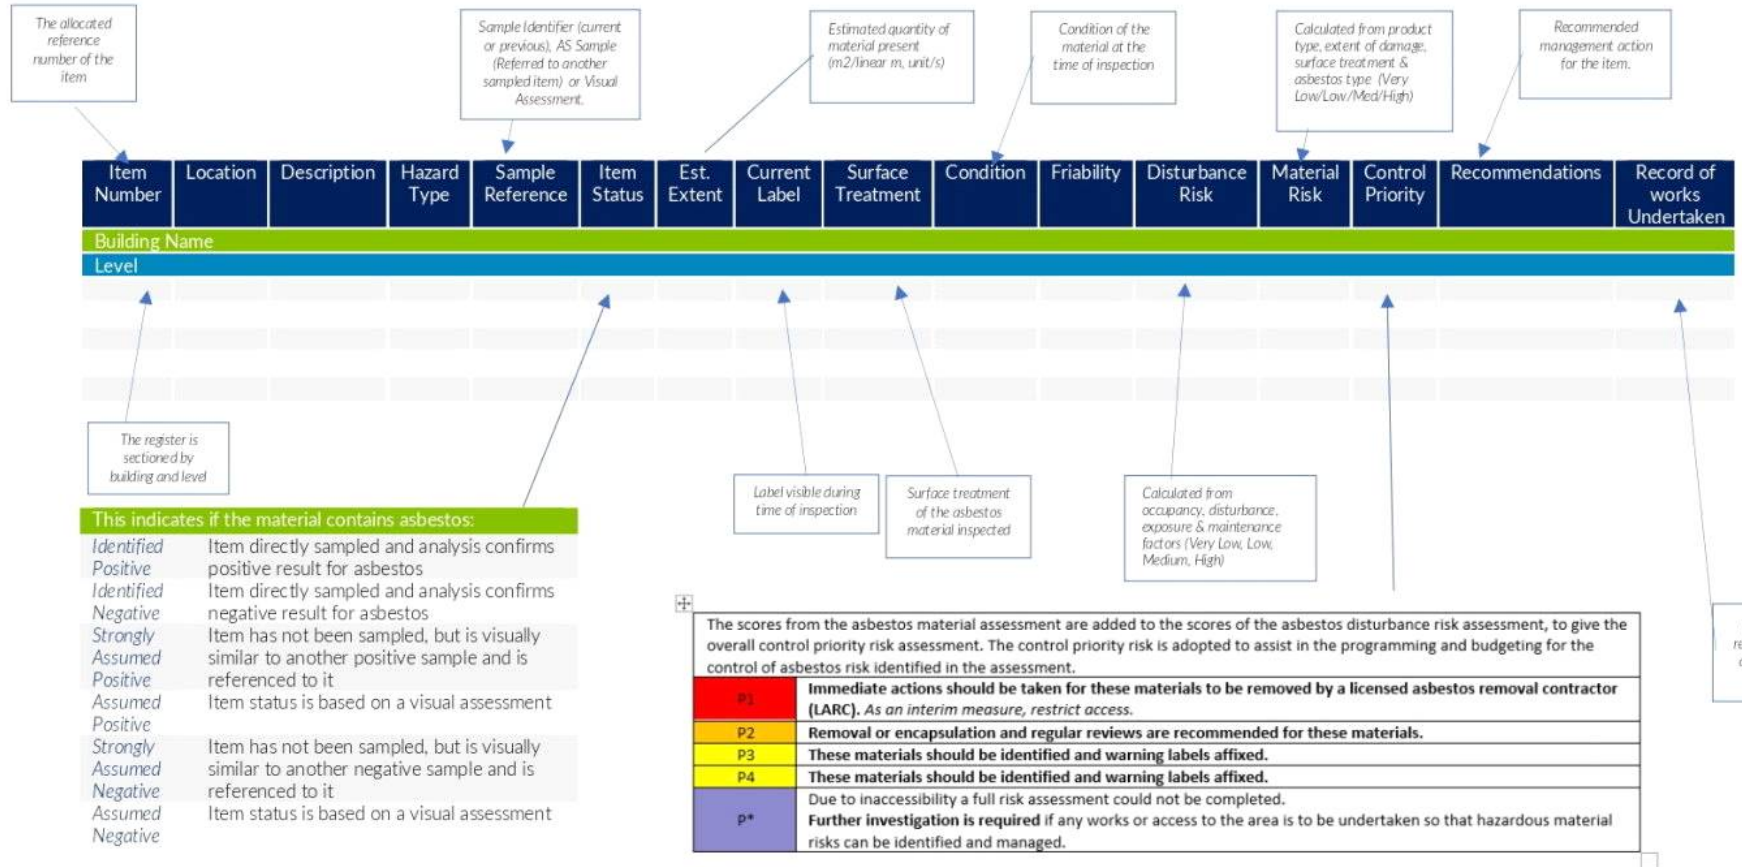 The allocated
reference
number of the
item
Sample Identifier (current
or previous), AS Sample
(Referred to another
sampled item) or Visual
Assessment.
Estimated quantity of
material present
(m2/linear m, unit/s)
Condition of the
material at the
time of inspection
Calculated from product
type, extent of damage,
surface treatment &
asbestos type (Very
Low/Low/Med/High)
Recommended
management action
for the item.
Item Number
Location
Description
Hazard Type
Sample Reference
Item Status
Est. Extent
Current Label
Surface Treatment
Condition
Friability
Disturbance Risk
Material Risk
Control Priority
Recommendations
Record of works Undertaken
Building Name
Level
The register is
sectioned by
building and level
Label visible during
time of inspection
Surface treatment
of the asbestos
material inspected
Calculated from
occupancy, disturbance,
exposure & maintenance
factors (Very Low, Low,
Medium, High)
This indicates if the material contains asbestos:
Identified Item directly sampled and analysis confirms
Positive positive result for asbestos
Identified Item directly sampled and analysis confirms
Negative negative result for asbestos
Strongly Item has not been sampled, but is visually
Assumed similar to another positive sample and is
Positive referenced to it
Assumed Item status is based on a visual assessment
Positive
Strongly Item has not been sampled, but is visually
Assumed similar to another negative sample and is
Negative referenced to it
Assumed Item status is based on a visual assessment
Negative
The scores from the asbestos material assessment are added to the scores of the asbestos disturbance risk assessment, to give the
overall control priority risk assessment. The control priority risk is adopted to assist in the programming and budgeting for the
control of asbestos risk identified in the assessment.
P1 Immediate actions should be taken for these materials to be removed by a licensed asbestos removal contractor
(LARC). As an interim measure, restrict access.
P2 Removal or encapsulation and regular reviews are recommended for these materials.
P3 These materials should be identified and warning labels affixed.
P4 These materials should be identified and warning labels affixed.
Due to inaccessibility a full risk assessment could not be completed.
P* Further investigation is required if any works or access to the area is to be undertaken so that hazardous material
risks can be identified and managed.